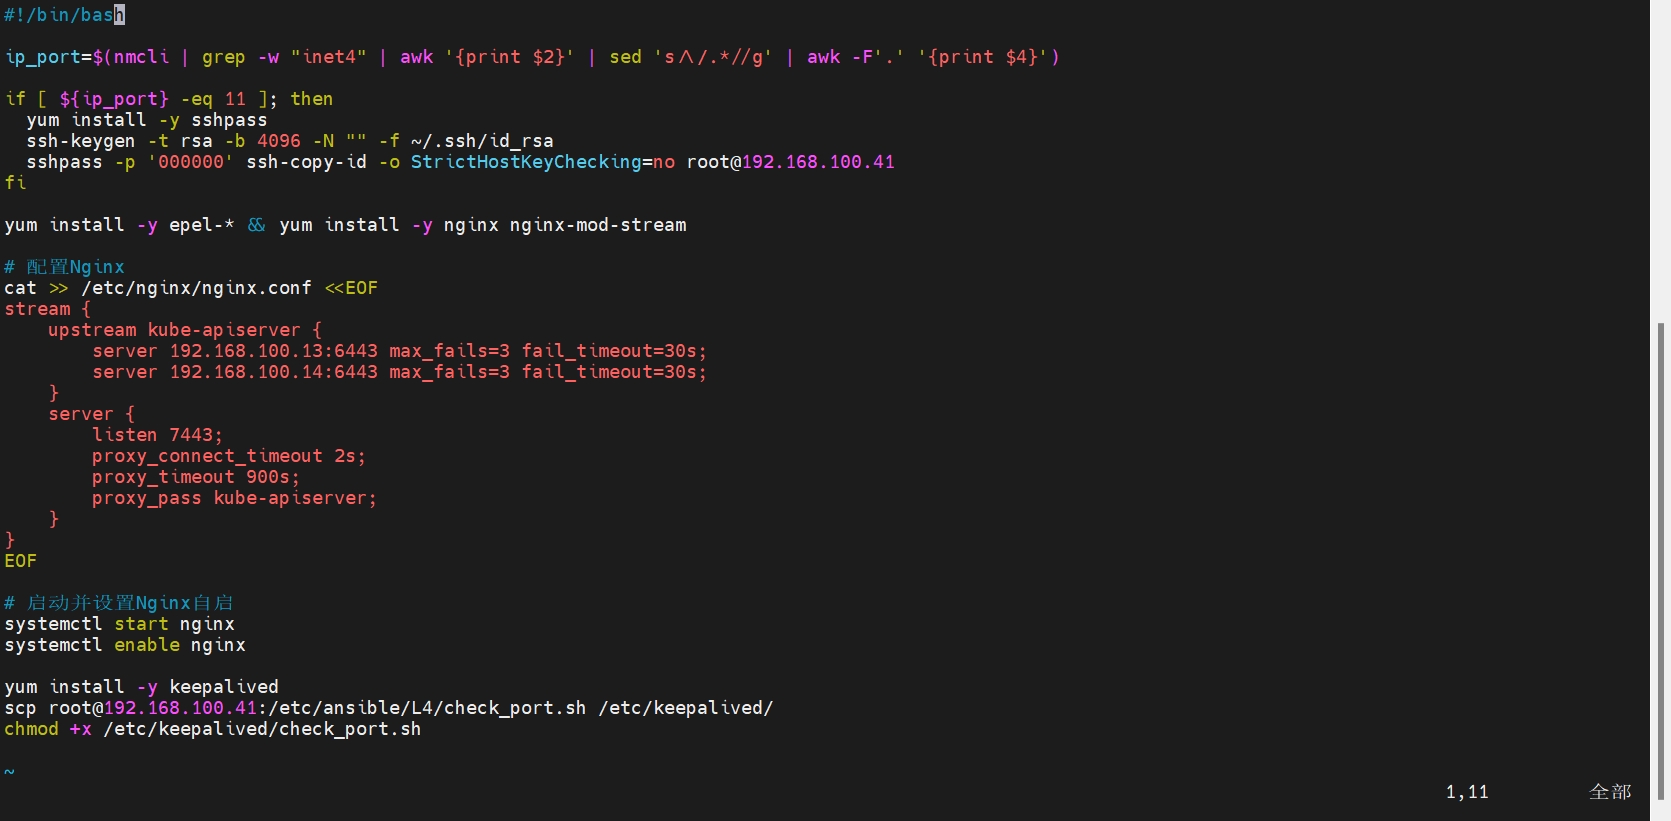 #!/bin/bash
ip_port=$(nmcli | grep -w "inet4" | awk '{print $2}' | sed 's/\/.*//g' | awk -F'.' '{print $4}')
if [ ${ip_port} -eq 11 ]; then
  yum install -y sshpass
  ssh-keygen -t rsa -b 4096 -N "" -f ~/.ssh/id_rsa
  sshpass -p '000000' ssh-copy-id -o StrictHostKeyChecking=no root@192.168.100.41
fi
yum install -y epel-* && yum install -y nginx nginx-mod-stream
# 配置Nginx
cat >> /etc/nginx/nginx.conf <<EOF
stream {
    upstream kube-apiserver {
        server 192.168.100.13:6443 max_fails=3 fail_timeout=30s;
        server 192.168.100.14:6443 max_fails=3 fail_timeout=30s;
    }
    server {
        listen 7443;
        proxy_connect_timeout 2s;
        proxy_timeout 900s;
        proxy_pass kube-apiserver;
    }
}
EOF
# 启动并设置Nginx自启
systemctl start nginx
systemctl enable nginx
yum install -y keepalived
scp root@192.168.100.41:/etc/ansible/L4/check_port.sh /etc/keepalived/
chmod +x /etc/keepalived/check_port.sh
~
1,11 全部